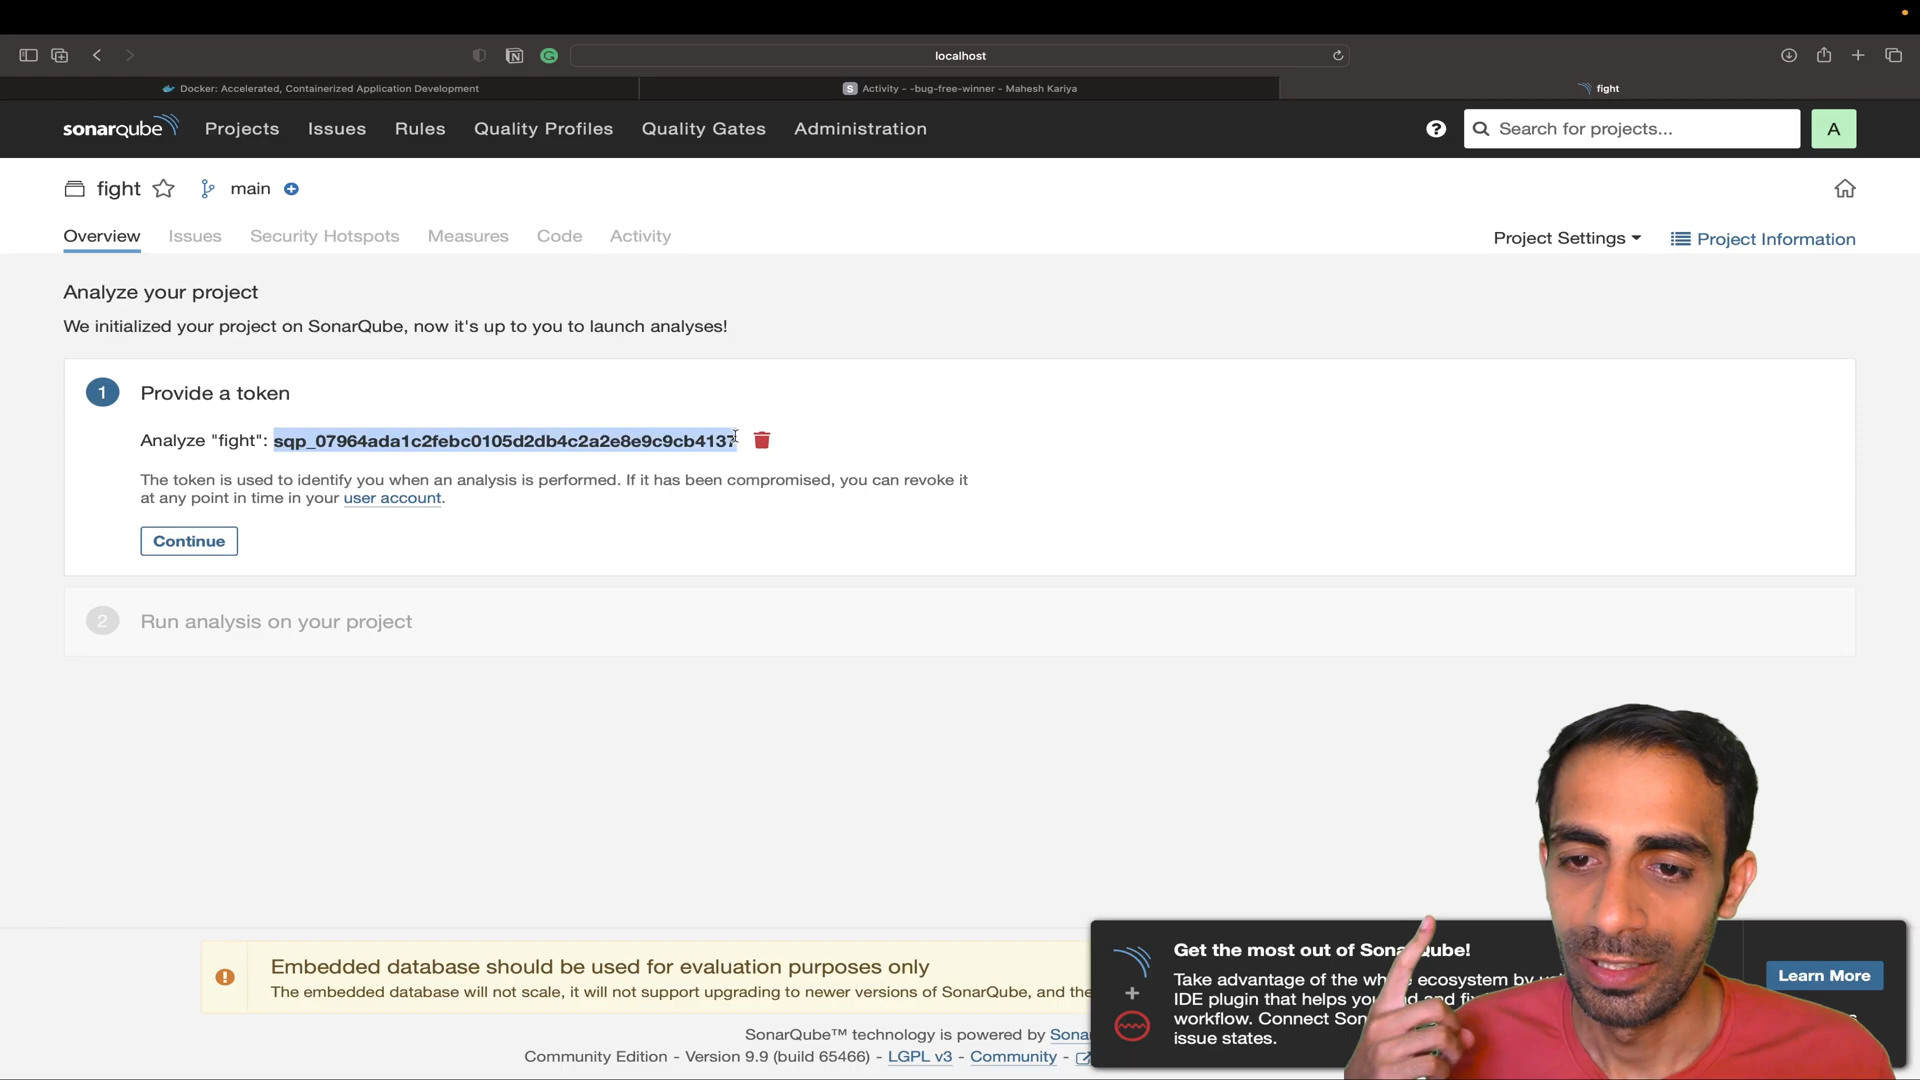 localhost
Docker: Accelerated, Containerized Application Development
S Activity - -bug-free-winner - Mahesh Kariya
fight
sonarqube Projects Issues Rules Quality Profiles Quality Gates Administration
? Search for projects... A
fight main
Overview Issues Security Hotspots Measures Code Activity
Project Settings Project Information
Analyze your project
We initialized your project on SonarQube, now it's up to you to launch analyses!
1 Provide a token
Analyze "fight": sqp_07964ada1c2febc0105d2db4c2a2e8e9c9cb4137
The token is used to identify you when an analysis is performed. If it has been compromised, you can revoke it
at any point in time in your user account.
Continue
2 Run analysis on your project
Embedded database should be used for evaluation purposes only
The embedded database will not scale, it will not support upgrading to newer versions of SonarQube, and the
SonarQube™ technology is powered by Sona
Community Edition - Version 9.9 (build 65466) - LGPL v3 - Community -
Get the most out of SonarQube!
Take advantage of the ecosystem by
IDE plugin that helps you
workflow. Connect
issue states.
Learn More